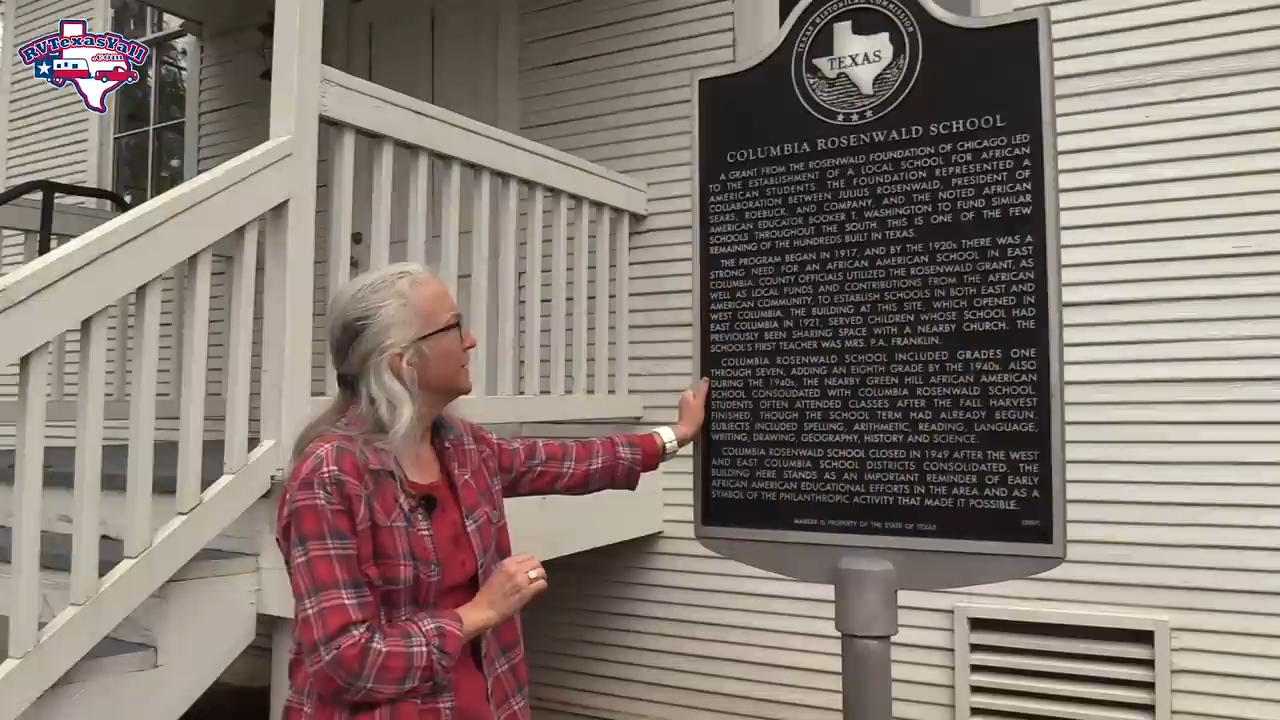 RVTexasYall
.com
TEXAS HISTORICAL COMMISSION
TEXAS
COLUMBIA ROSENWALD SCHOOL
A GRANT FROM THE ROSENWALD FOUNDATION OF CHICAGO LED
TO THE ESTABLISHMENT OF A LOCAL SCHOOL FOR AFRICAN
AMERICAN STUDENTS. THE FOUNDATION REPRESENTED A
COLLABORATION BETWEEN JULIUS ROSENWALD, PRESIDENT OF
SEARS, ROEBUCK, AND COMPANY, AND THE NOTED AFRICAN
AMERICAN EDUCATOR BOOKER T. WASHINGTON TO FUND SIMILAR
SCHOOLS THROUGHOUT THE SOUTH. THIS IS ONE OF THE FEW
REMAINING OF THE HUNDREDS BUILT IN TEXAS.
THE PROGRAM BEGAN IN 1917, AND BY THE 1920s THERE WAS A
STRONG NEED FOR AN AFRICAN AMERICAN SCHOOL IN EAST
COLUMBIA. COUNTY OFFICIALS UTILIZED THE ROSENWALD GRANT, AS
WELL AS LOCAL FUNDS AND CONTRIBUTIONS FROM THE AFRICAN
AMERICAN COMMUNITY, TO ESTABLISH SCHOOLS IN BOTH EAST AND
WEST COLUMBIA. THE BUILDING AT THIS SITE, WHICH OPENED IN
EAST COLUMBIA IN 1921, SERVED CHILDREN WHOSE SCHOOL HAD
PREVIOUSLY BEEN SHARING SPACE WITH A NEARBY CHURCH. THE
SCHOOL'S FIRST TEACHER WAS MRS. P.A. FRANKLIN.
COLUMBIA ROSENWALD SCHOOL INCLUDED GRADES ONE
THROUGH SEVEN, ADDING AN EIGHTH GRADE BY THE 1940s. ALSO
DURING THE 1940s, THE NEARBY GREEN HILL AFRICAN AMERICAN
SCHOOL CONSOLIDATED WITH COLUMBIA ROSENWALD SCHOOL.
STUDENTS OFTEN ATTENDED CLASSES AFTER THE FALL HARVEST
FINISHED, THOUGH THE SCHOOL TERM HAD ALREADY BEGUN.
SUBJECTS INCLUDED SPELLING, ARITHMETIC, READING, LANGUAGE,
WRITING, DRAWING, GEOGRAPHY, HISTORY AND SCIENCE.
COLUMBIA ROSENWALD SCHOOL CLOSED IN 1949 AFTER THE WEST
AND EAST COLUMBIA SCHOOL DISTRICTS CONSOLIDATED. THE
BUILDING HERE STANDS AS AN IMPORTANT REMINDER OF EARLY
AFRICAN AMERICAN EDUCATIONAL EFFORTS IN THE AREA AND AS A
SYMBOL OF THE PHILANTHROPIC ACTIVITY THAT MADE IT POSSIBLE.
MARKER IS PROPERTY OF THE STATE OF TEXAS